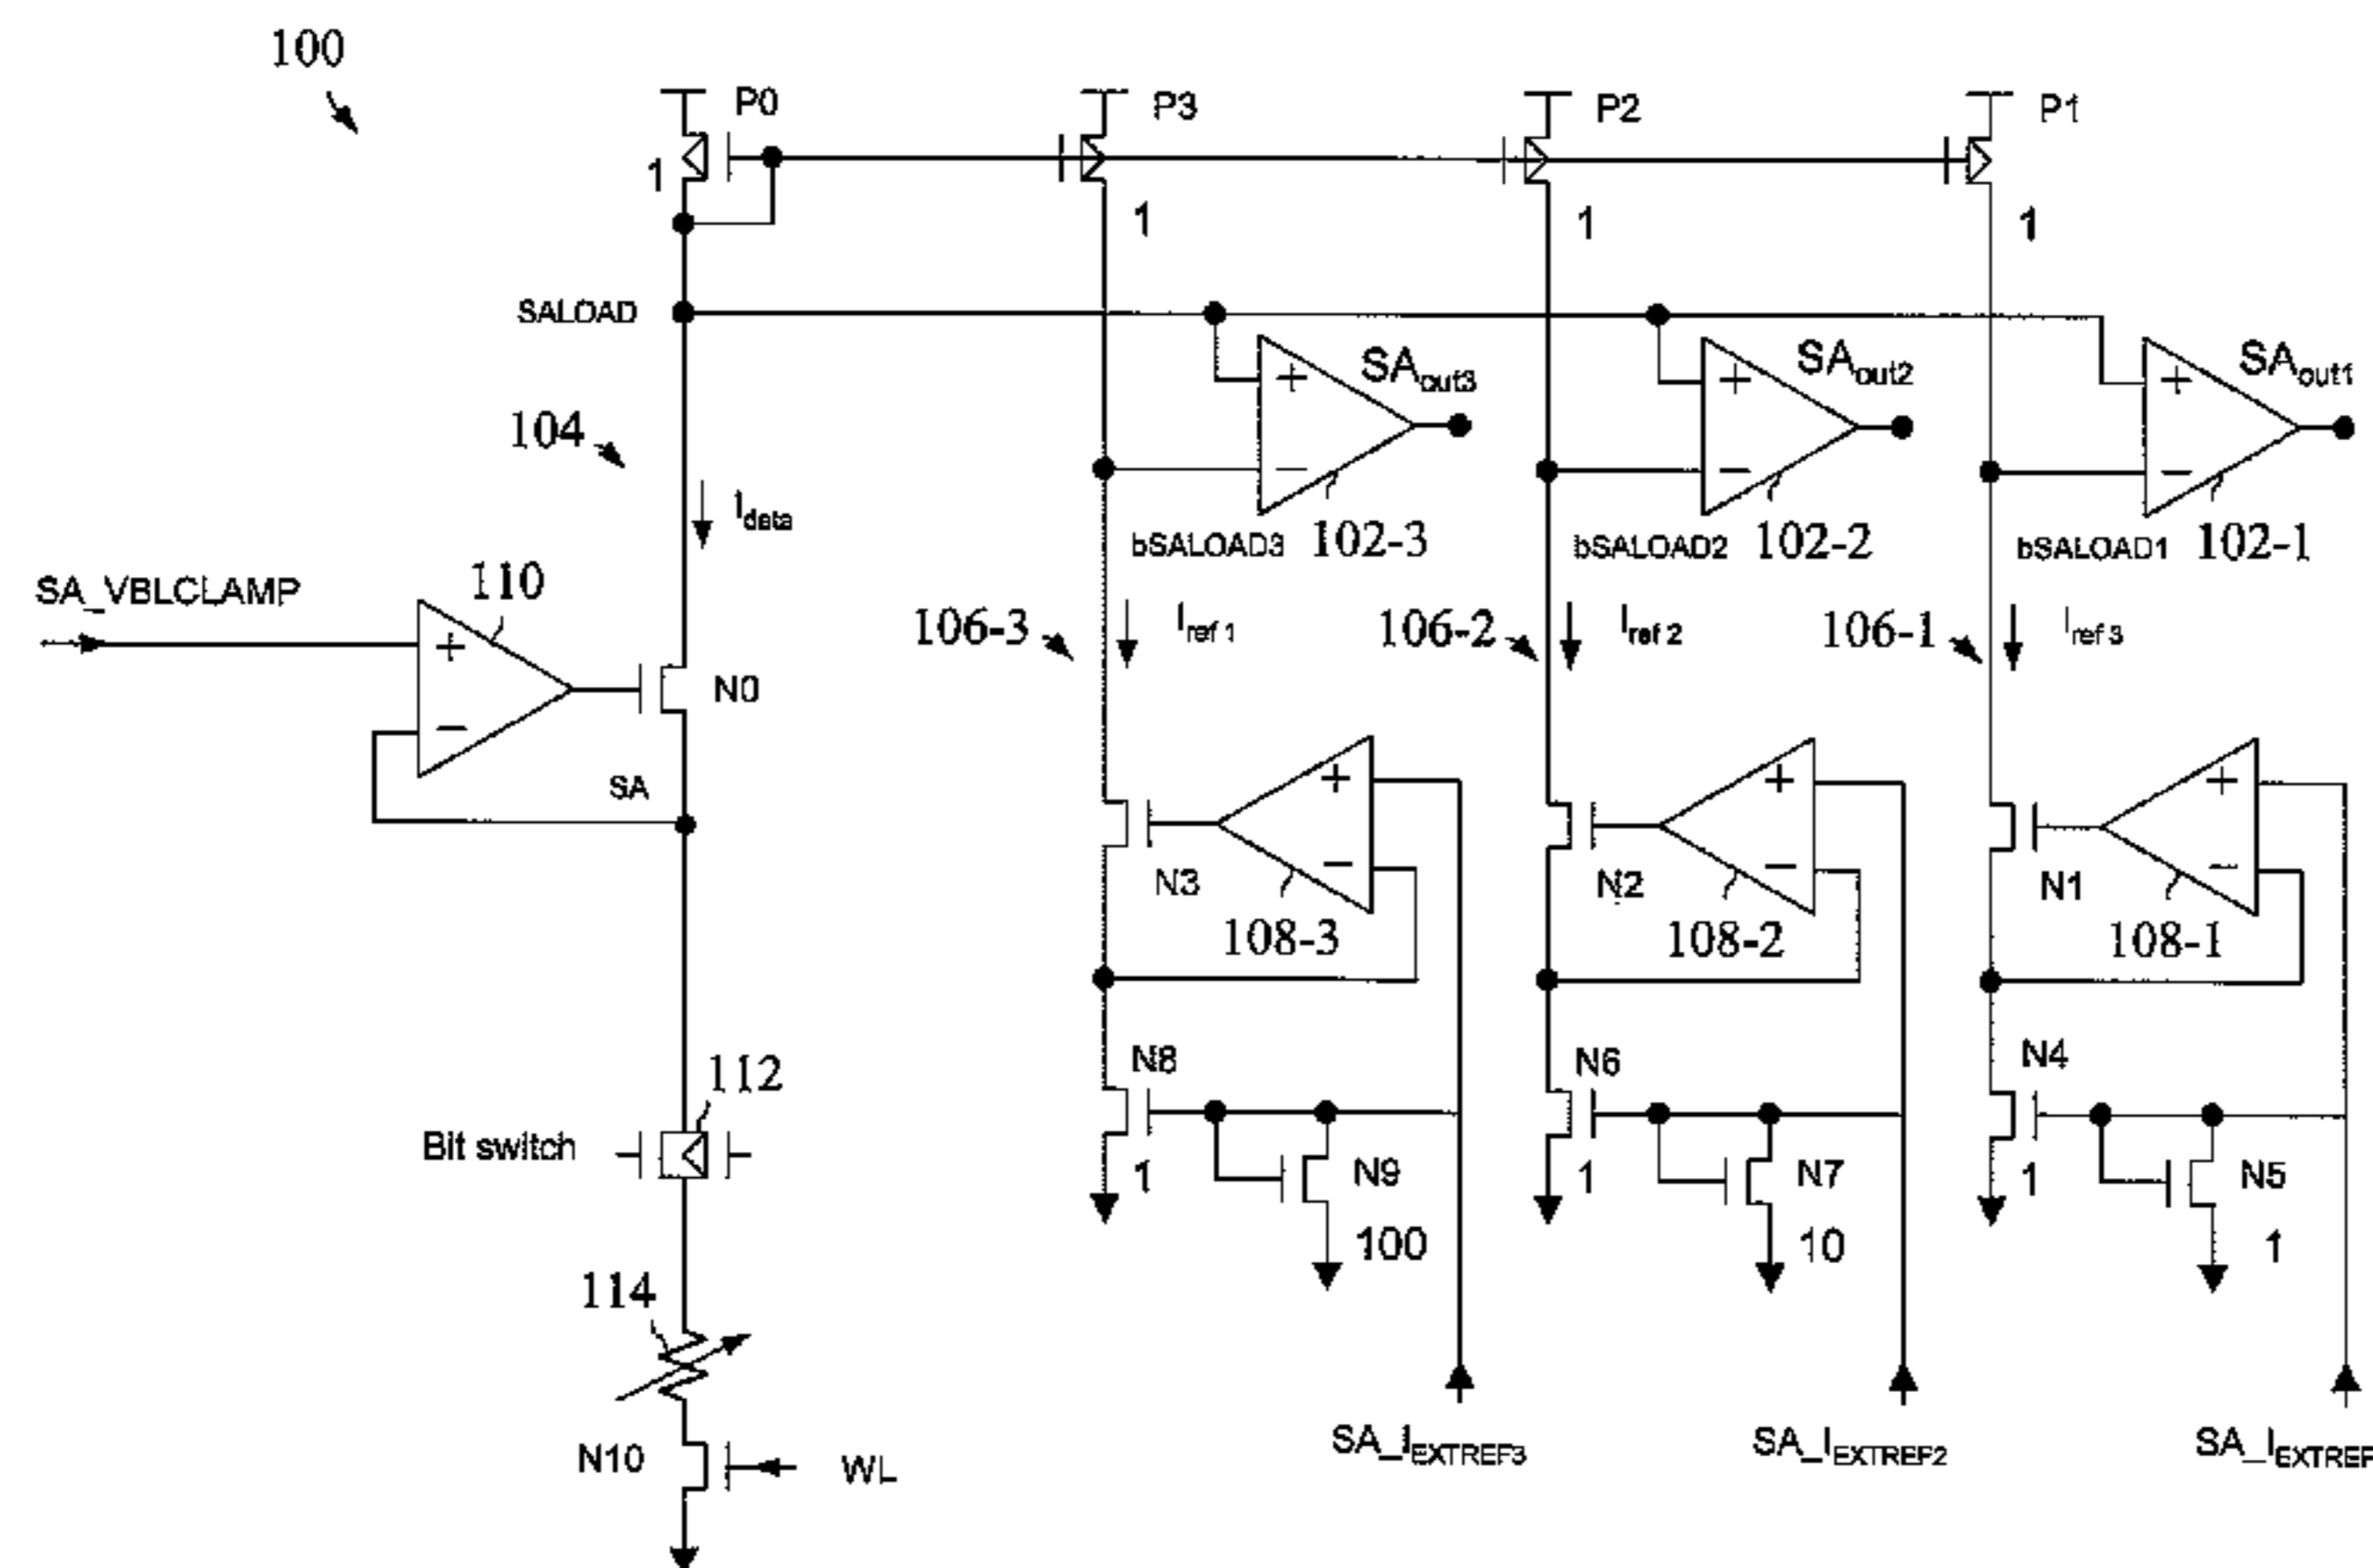 100
P0
P3
P2
P1
1
1
1
1
SALOAD
+
SAout3
+
SAout2
+
SAout1
104
−
−
−
Idata
bSALOAD3 102-3
bSALOAD2 102-2
bSALOAD1 102-1
SA_VBLCLAMP
110
+
106-3
Iref 1
106-2
Iref 2
106-1
Iref 3
N0
−
SA
+
+
+
−
−
−
N3
N2
N1
108-3
108-2
108-1
N8
N6
N4
112
Bit switch
1
N9
1
N7
1
N5
100
10
1
114
SA_IEXTREF3
SA_IEXTREF2
SA_IEXTREF
N10
WL